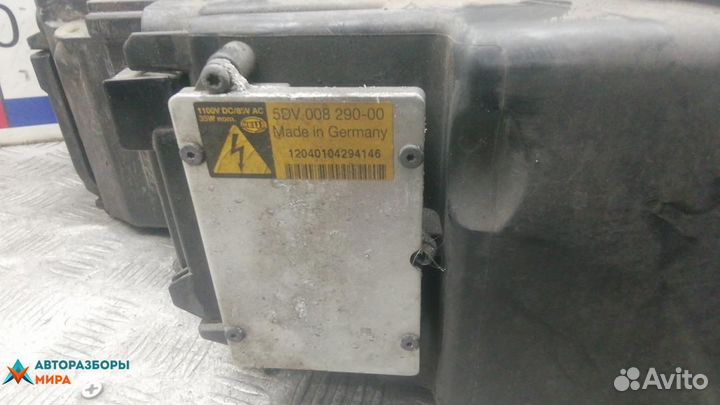 1100V DC/85V AC
35W nom.
HELLA
5DV 008 290-00
Made in Germany
12040104294146
АВТОРАЗБОРЫ
МИРА
Avito